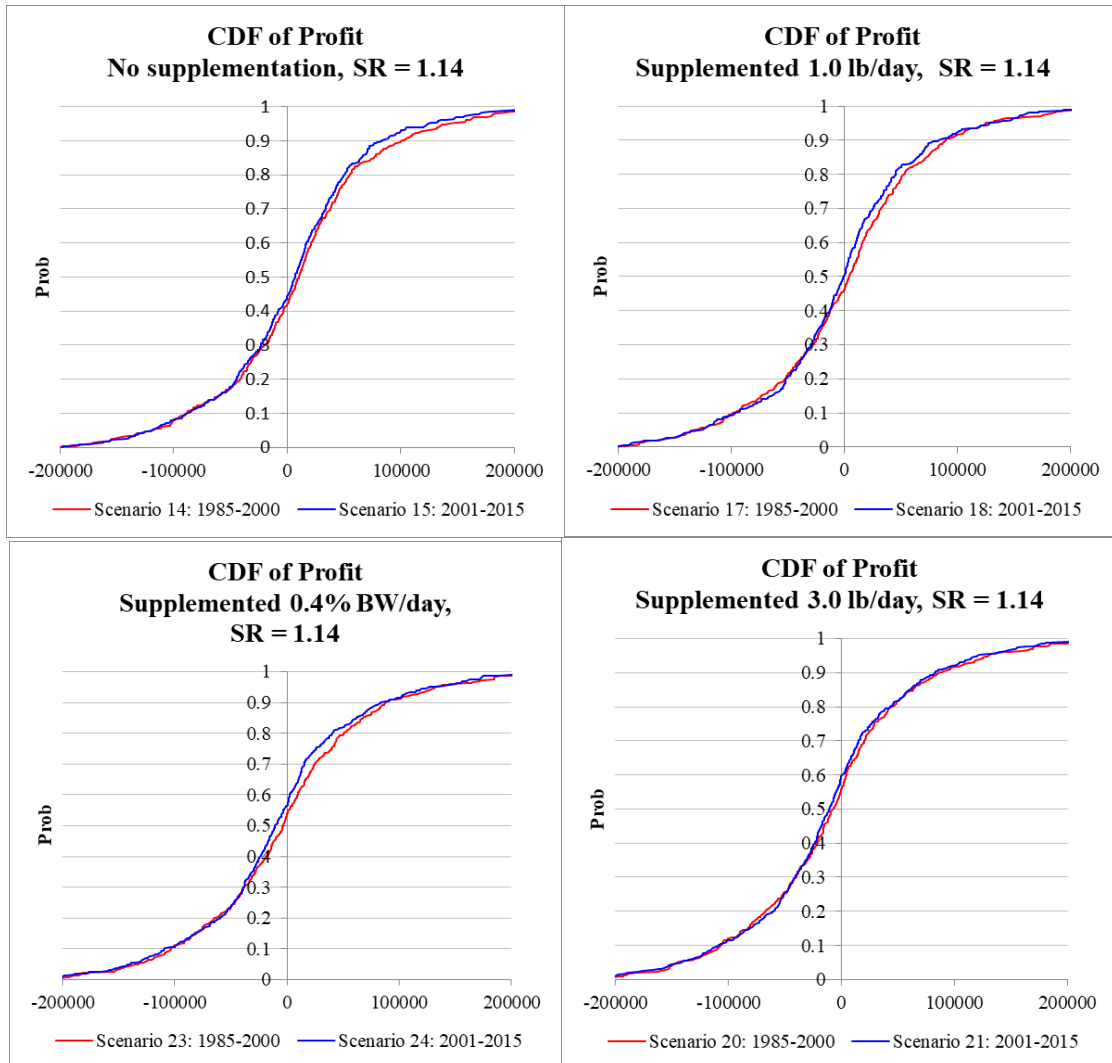 CDF of Profit
No supplementation, SR = 1.14
Prob
1
0.9
0.8
0.7
0.6
0.5
0.4
0.3
0.2
0.1
0
-200000 -100000 0 100000 200000
Scenario 14: 1985-2000 Scenario 15: 2001-2015
CDF of Profit
Supplemented 1.0 lb/day, SR = 1.14
Prob
1
0.9
0.8
0.7
0.6
0.5
0.4
0.3
0.2
0.1
0
-200000 -100000 0 100000 200000
Scenario 17: 1985-2000 Scenario 18: 2001-2015
CDF of Profit
Supplemented 0.4% BW/day,
SR = 1.14
Prob
1
0.9
0.8
0.7
0.6
0.5
0.4
0.3
0.2
0.1
0
-200000 -100000 0 100000 200000
Scenario 23: 1985-2000 Scenario 24: 2001-2015
CDF of Profit
Supplemented 3.0 lb/day, SR = 1.14
Prob
1
0.9
0.8
0.7
0.6
0.5
0.4
0.3
0.2
0.1
0
-200000 -100000 0 100000 200000
Scenario 20: 1985-2000 Scenario 21: 2001-2015